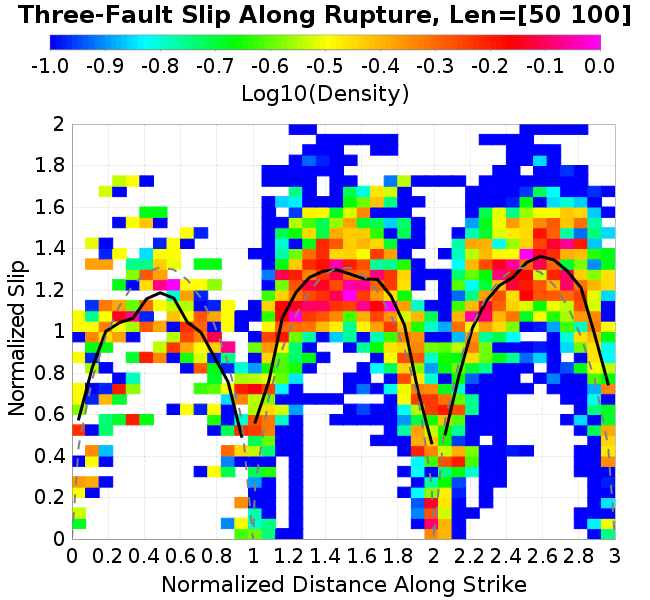 Three-Fault Slip Along Rupture, Len=[50 100]
-1.0 -0.9 -0.8 -0.7 -0.6 -0.5 -0.4 -0.3 -0.2 -0.1 0.0
Log10(Density)
2
1.8
1.6
1.4
1.2
1
0.8
0.6
0.4
0.2
0
Normalized Slip
0 0.2 0.4 0.6 0.8 1 1.2 1.4 1.6 1.8 2 2.2 2.4 2.6 2.8 3
Normalized Distance Along Strike